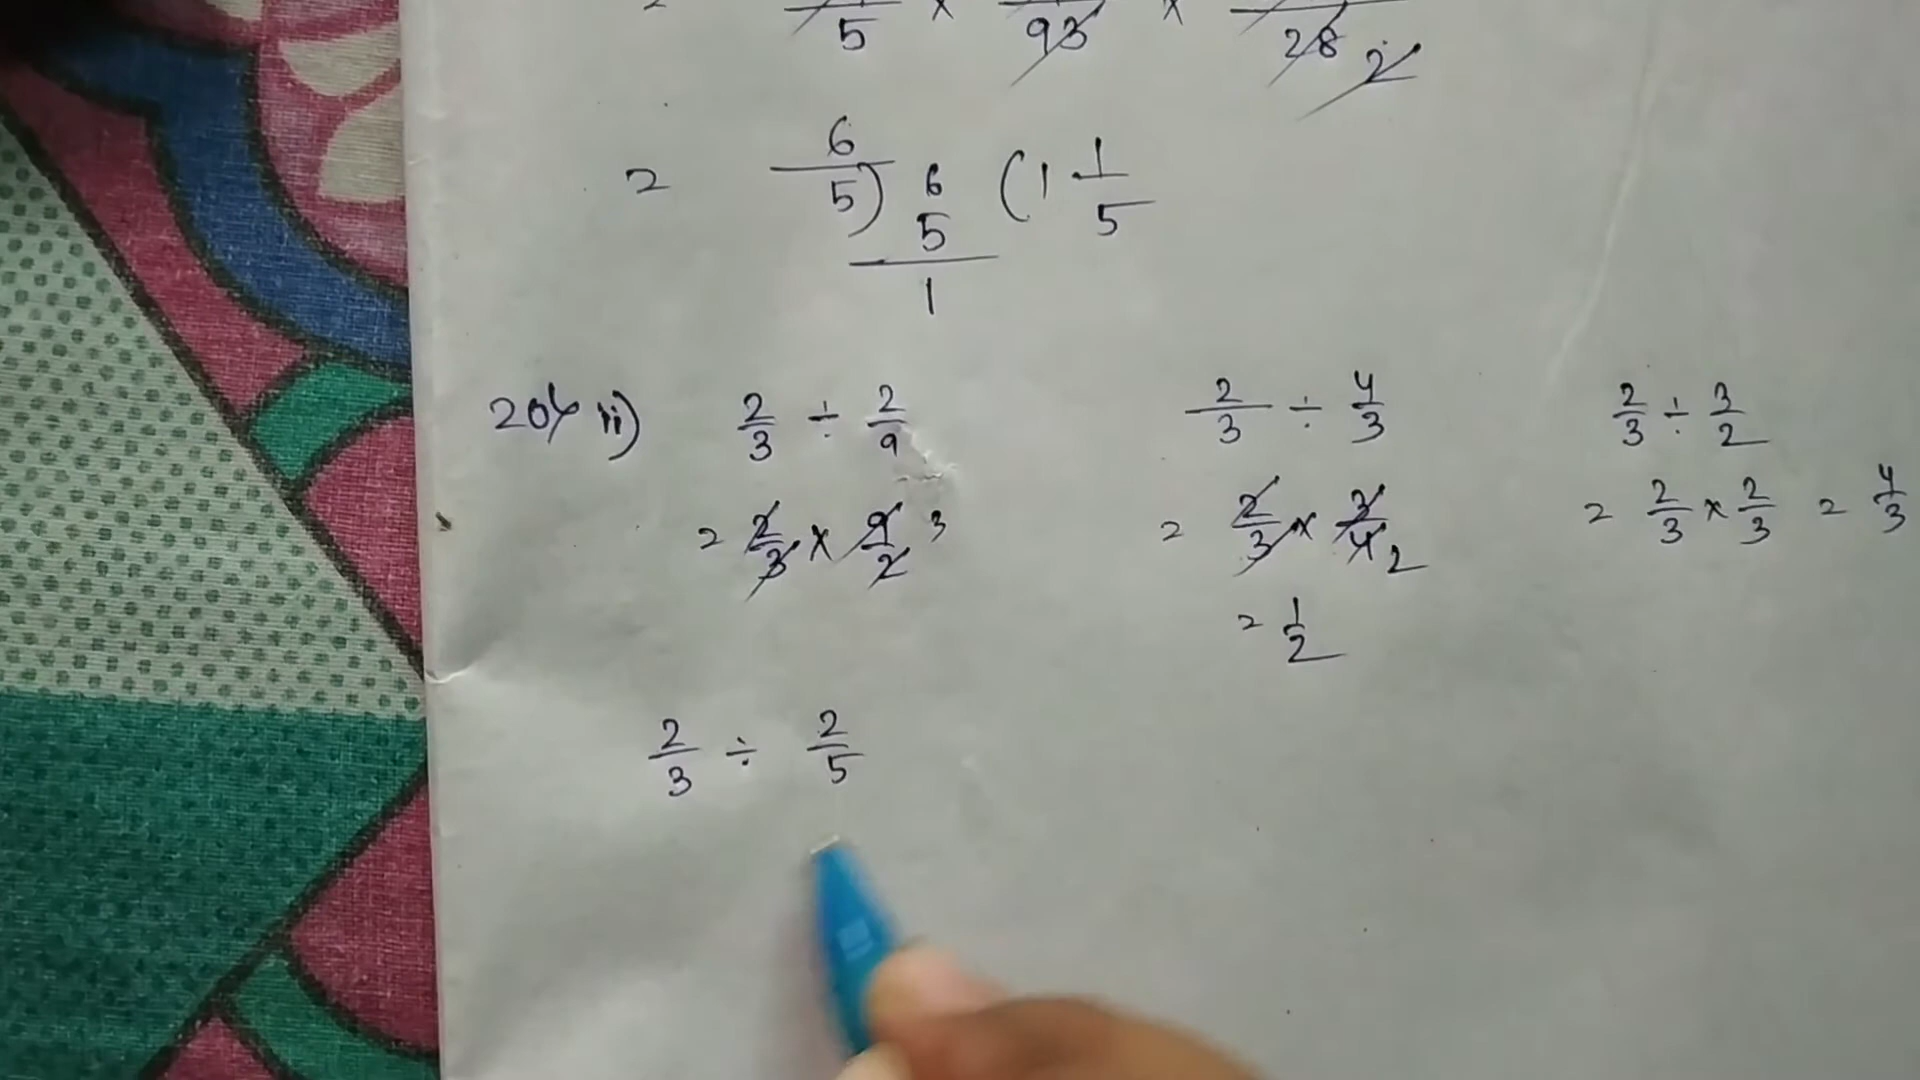 5 × 93 × 28 2
= 6/5 5) 6 (1 1/5
5
1
20 ii) 2/3 ÷ 2/9    2/3 ÷ 4/3    2/3 ÷ 3/2
= 2/3 × 9/2 3    = 2/3 × 3/4 2    = 2/3 × 2/3 = 4/3
= 1/2
2/3 ÷ 2/5